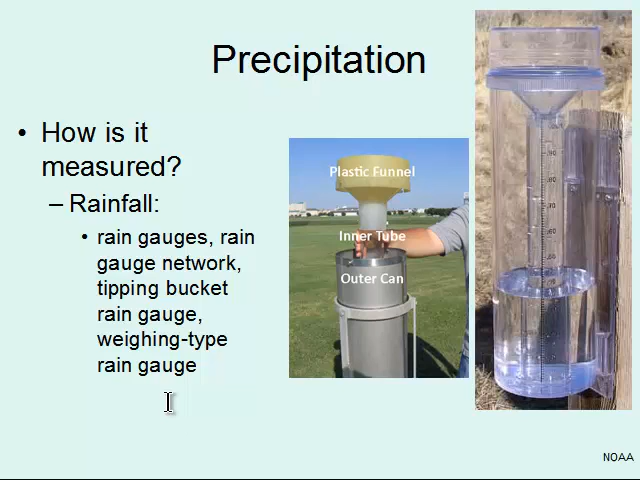 Precipitation
• How is it
measured?
– Rainfall:
• rain gauges, rain
gauge network,
tipping bucket
rain gauge,
weighing-type
rain gauge
Plastic Funnel
Inner Tube
Outer Can
NOAA